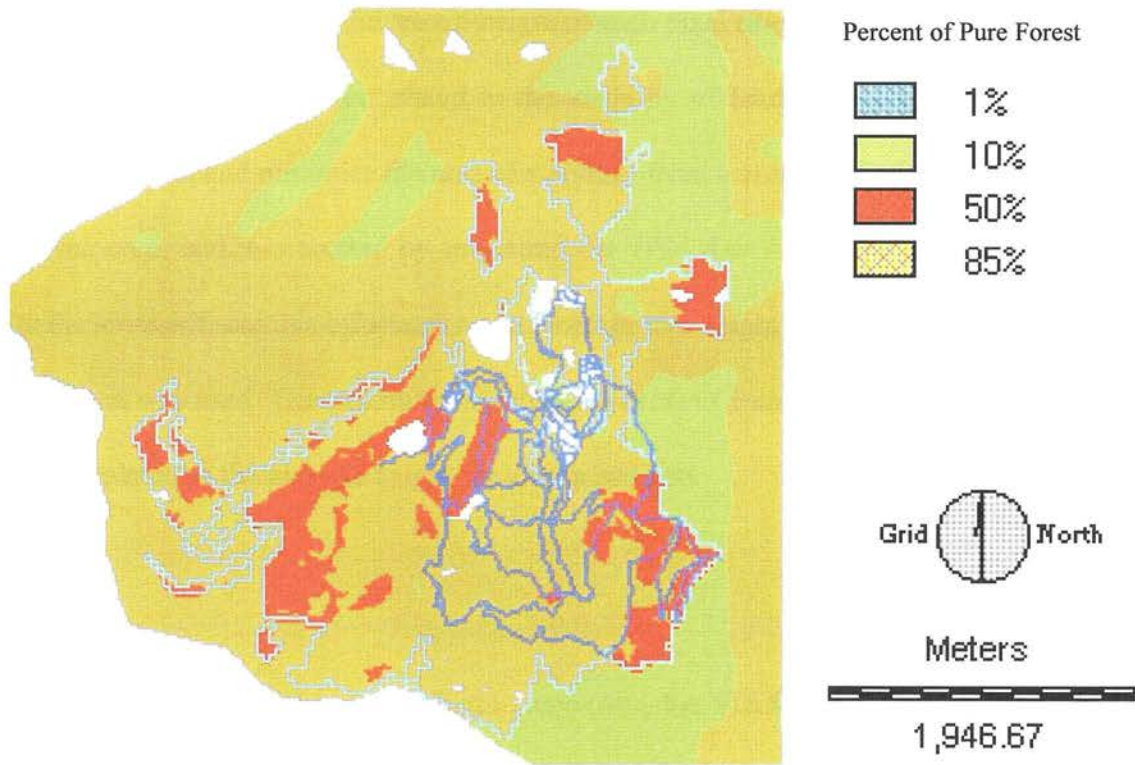 Percent of Pure Forest
1%
10%
50%
85%
Grid North
Meters
1,946.67